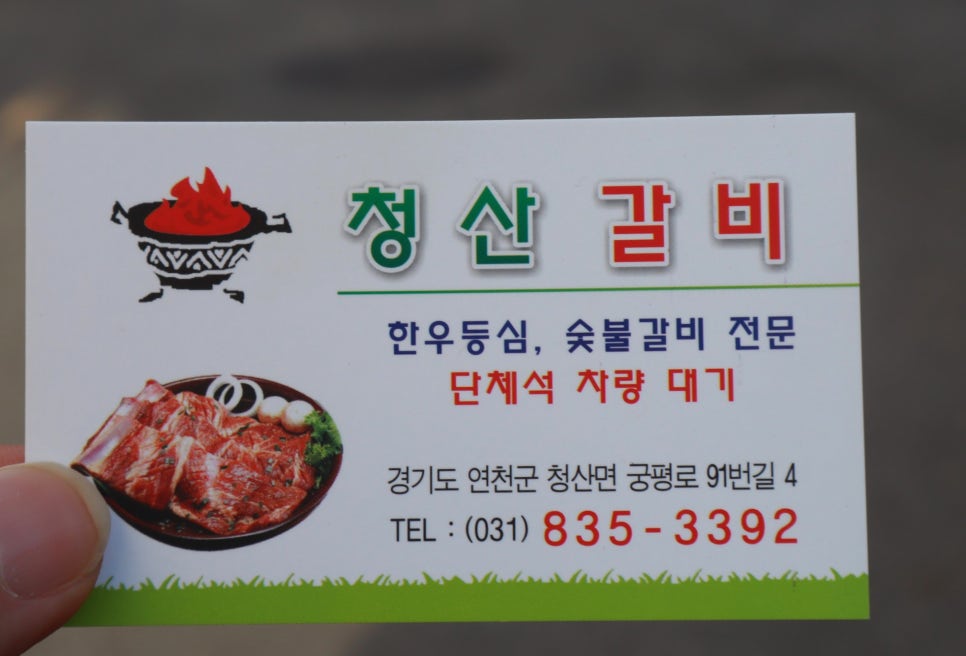 청산 갈비
한우등심, 숯불갈비 전문
단체석 차량 대기
경기도 연천군 청산면 궁평로 91번길 4
TEL : (031) 835-3392